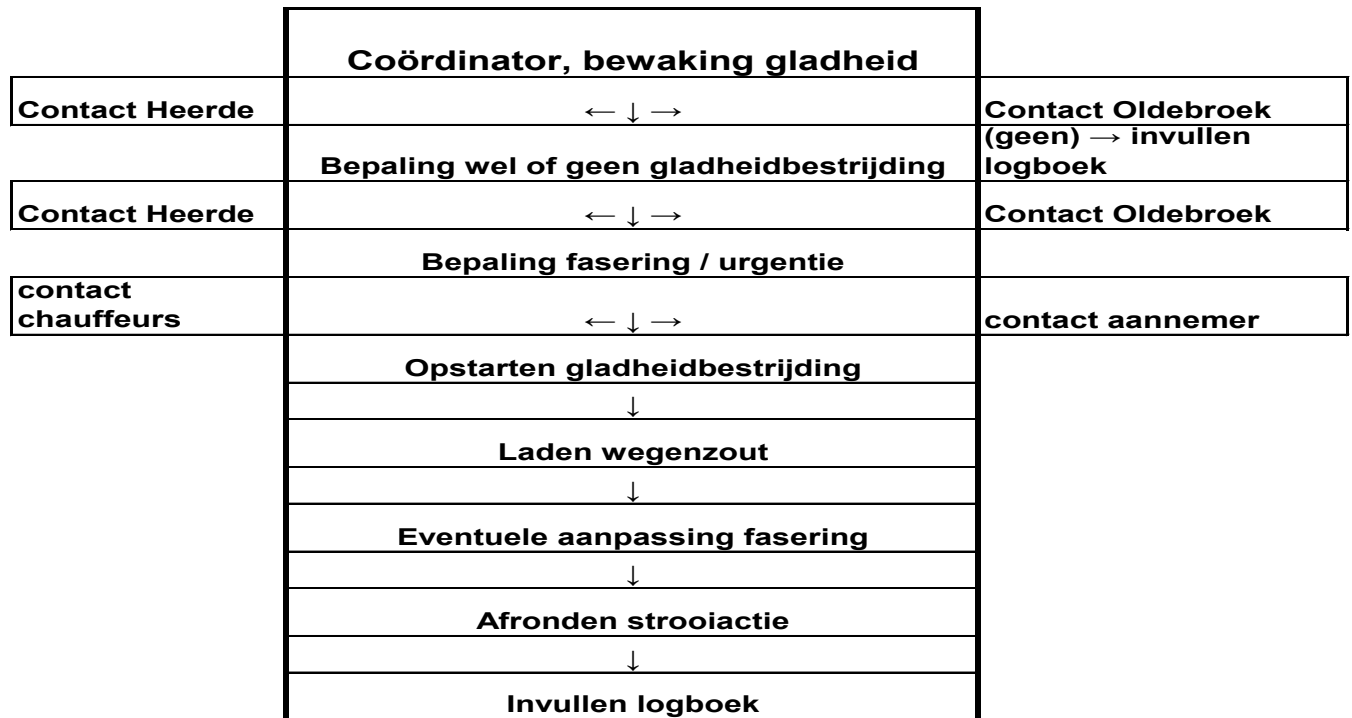 Coördinator, bewaking gladheid
Contact Heerde ← ↓ → Contact Oldebroek
Bepaling wel of geen gladheidbestrijding (geen) → invullen
logboek
Contact Heerde ← ↓ → Contact Oldebroek
Bepaling fasering / urgentie
contact
chauffeurs ← ↓ → contact aannemer
Opstarten gladheidbestrijding
↓
Laden wegenzout
↓
Eventuele aanpassing fasering
↓
Afronden strooiactie
↓
Invullen logboek